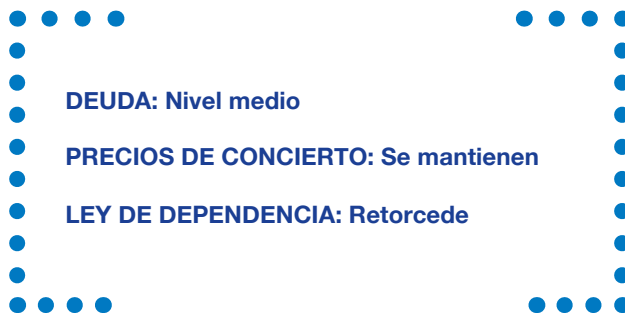 DEUDA: Nivel medio
PRECIOS DE CONCIERTO: Se mantienen
LEY DE DEPENDENCIA: Retorcede